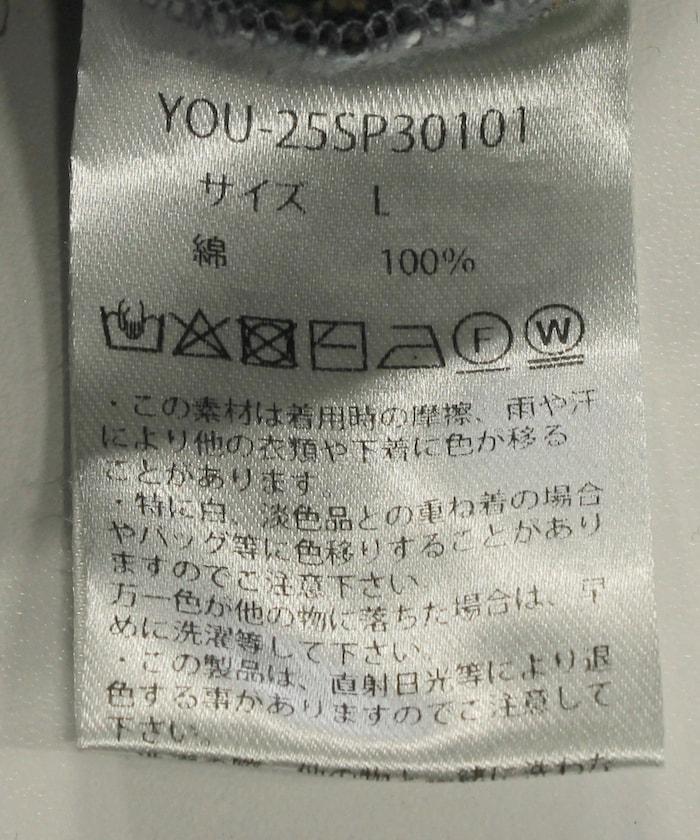 YOU-25SP30101
サイズ L
綿 100%
F W
・この素材は着用時の摩擦、雨や汗
により他の衣類や下着に色が移る
ことがあります。
・特に白、淡色品との重ね着の場合
やバッグ等に色移りすることがあり
ますのでご注意下さい。
万一色が他の物に落ちた場合は、早
めに洗濯等して下さい。
・この製品は、直射日光等により退
色する事がありますのでご注意して
下さい。